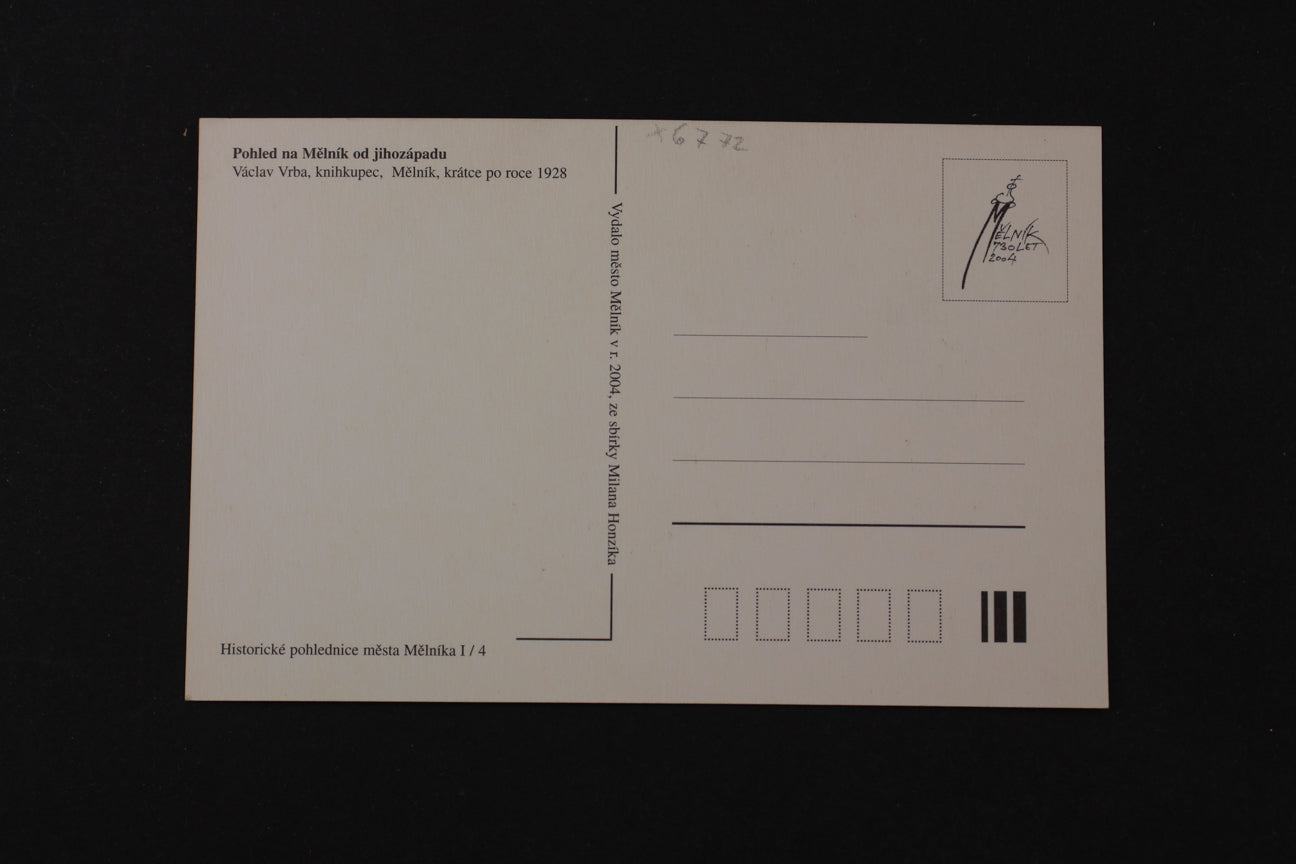 Pohled na Mělník od jihozápadu
Václav Vrba, knihkupec, Mělník, krátce po roce 1928
Vydalo město Mělník v r. 2004, ze sbírky Milana Honzíka
6772
MĚLNÍK
730 LET
2004
Historické pohlednice města Mělníka I / 4